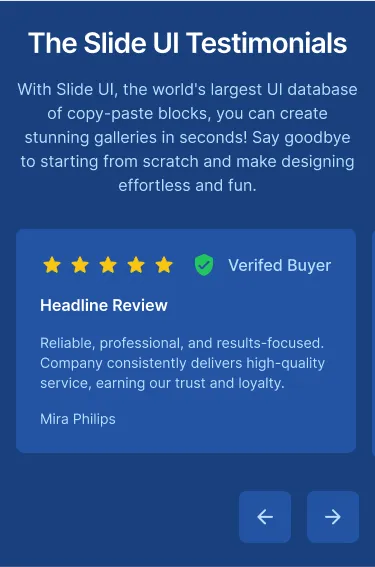 The Slide UI Testimonials
With Slide UI, the world's largest UI database
of copy-paste blocks, you can create
stunning galleries in seconds! Say goodbye
to starting from scratch and make designing
effortless and fun.
Verifed Buyer
Headline Review
Reliable, professional, and results-focused.
Company consistently delivers high-quality
service, earning our trust and loyalty.
Mira Philips